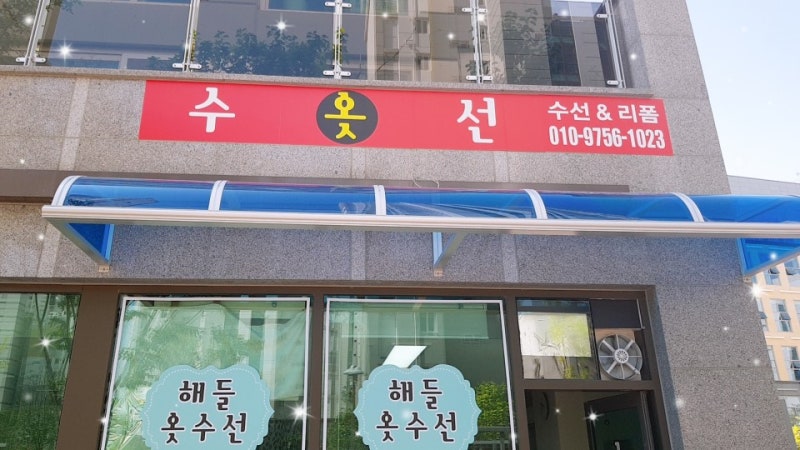 수 옷 선
수선 & 리폼
010-9756-1023
해들
옷수선
해들
옷수선